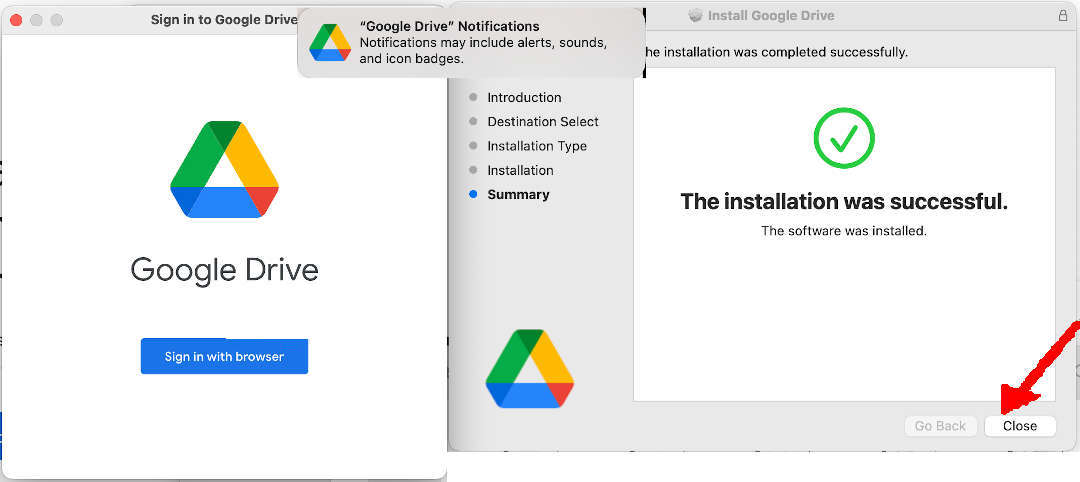 Sign in to Google Drive
"Google Drive" Notifications
Notifications may include alerts, sounds,
and icon badges.
Google Drive
Sign in with browser
Install Google Drive
he installation was completed successfully.
Introduction
Destination Select
Installation Type
Installation
Summary
The installation was successful.
The software was installed.
Go Back
Close